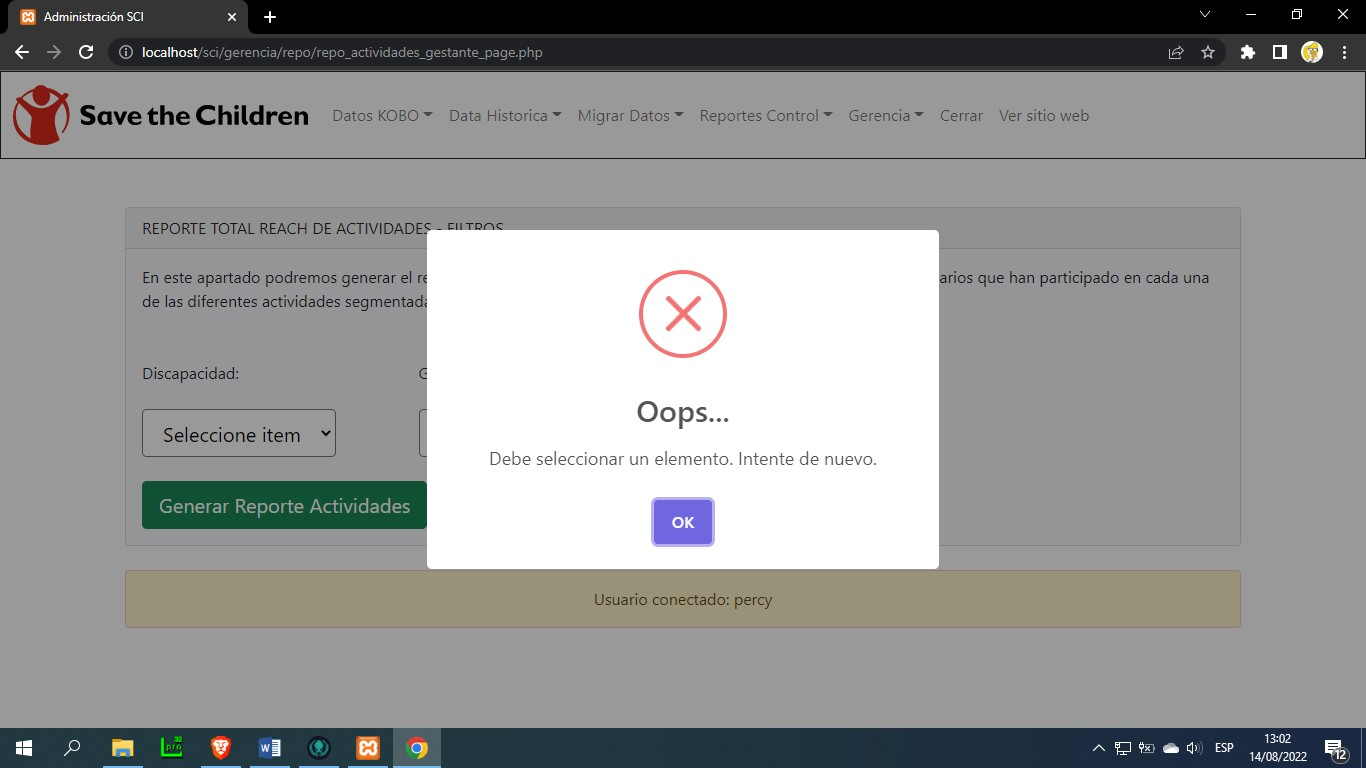 Administración SCI
localhost/sci/gerencia/repo/repo_actividades_gestante_page.php
Save the Children
Datos KOBO Data Historica Migrar Datos Reportes Control Gerencia Cerrar Ver sitio web
REPORTE TOTAL REACH DE ACTIVIDADES - FILTROS
En este apartado podremos generar el re arios que han participado en cada una
de las diferentes actividades segmentada
Discapacidad: G
Seleccione item
Generar Reporte Actividades
Oops...
Debe seleccionar un elemento. Intente de nuevo.
OK
Usuario conectado: percy
ESP
13:02
14/08/2022
12